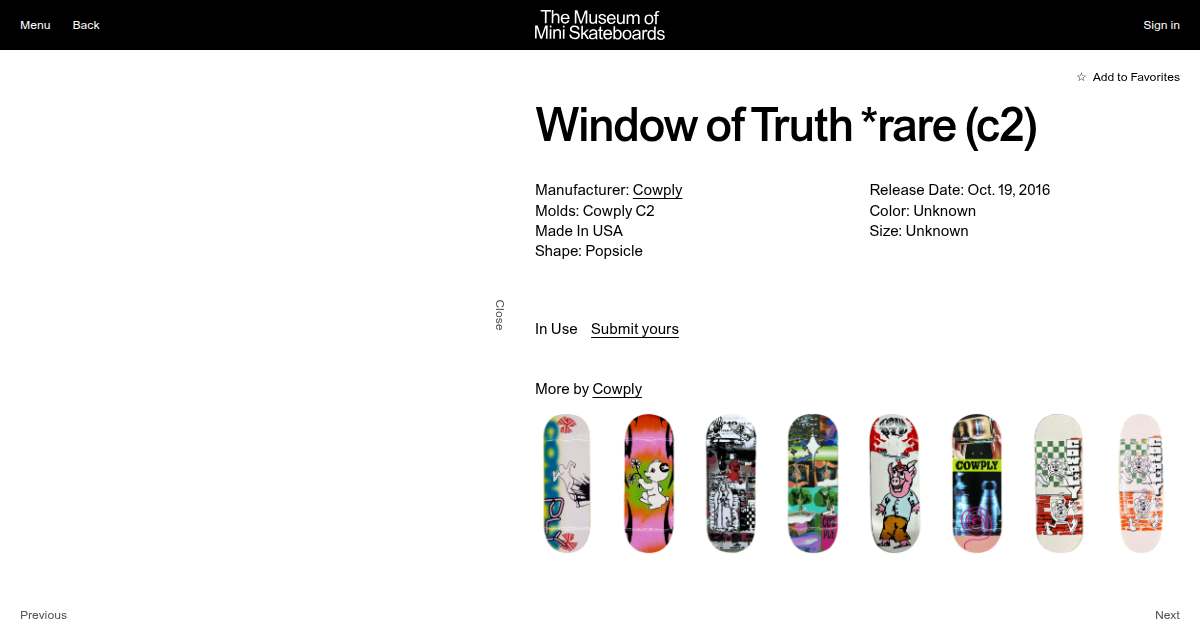 Menu
Back
The Museum of
Mini Skateboards
Sign in
☆ Add to Favorites
Window of Truth *rare (c2)
Manufacturer: Cowply
Molds: Cowply C2
Made In USA
Shape: Popsicle
Release Date: Oct. 19, 2016
Color: Unknown
Size: Unknown
Close
In Use Submit yours
More by Cowply
COWPLY
Previous
Next